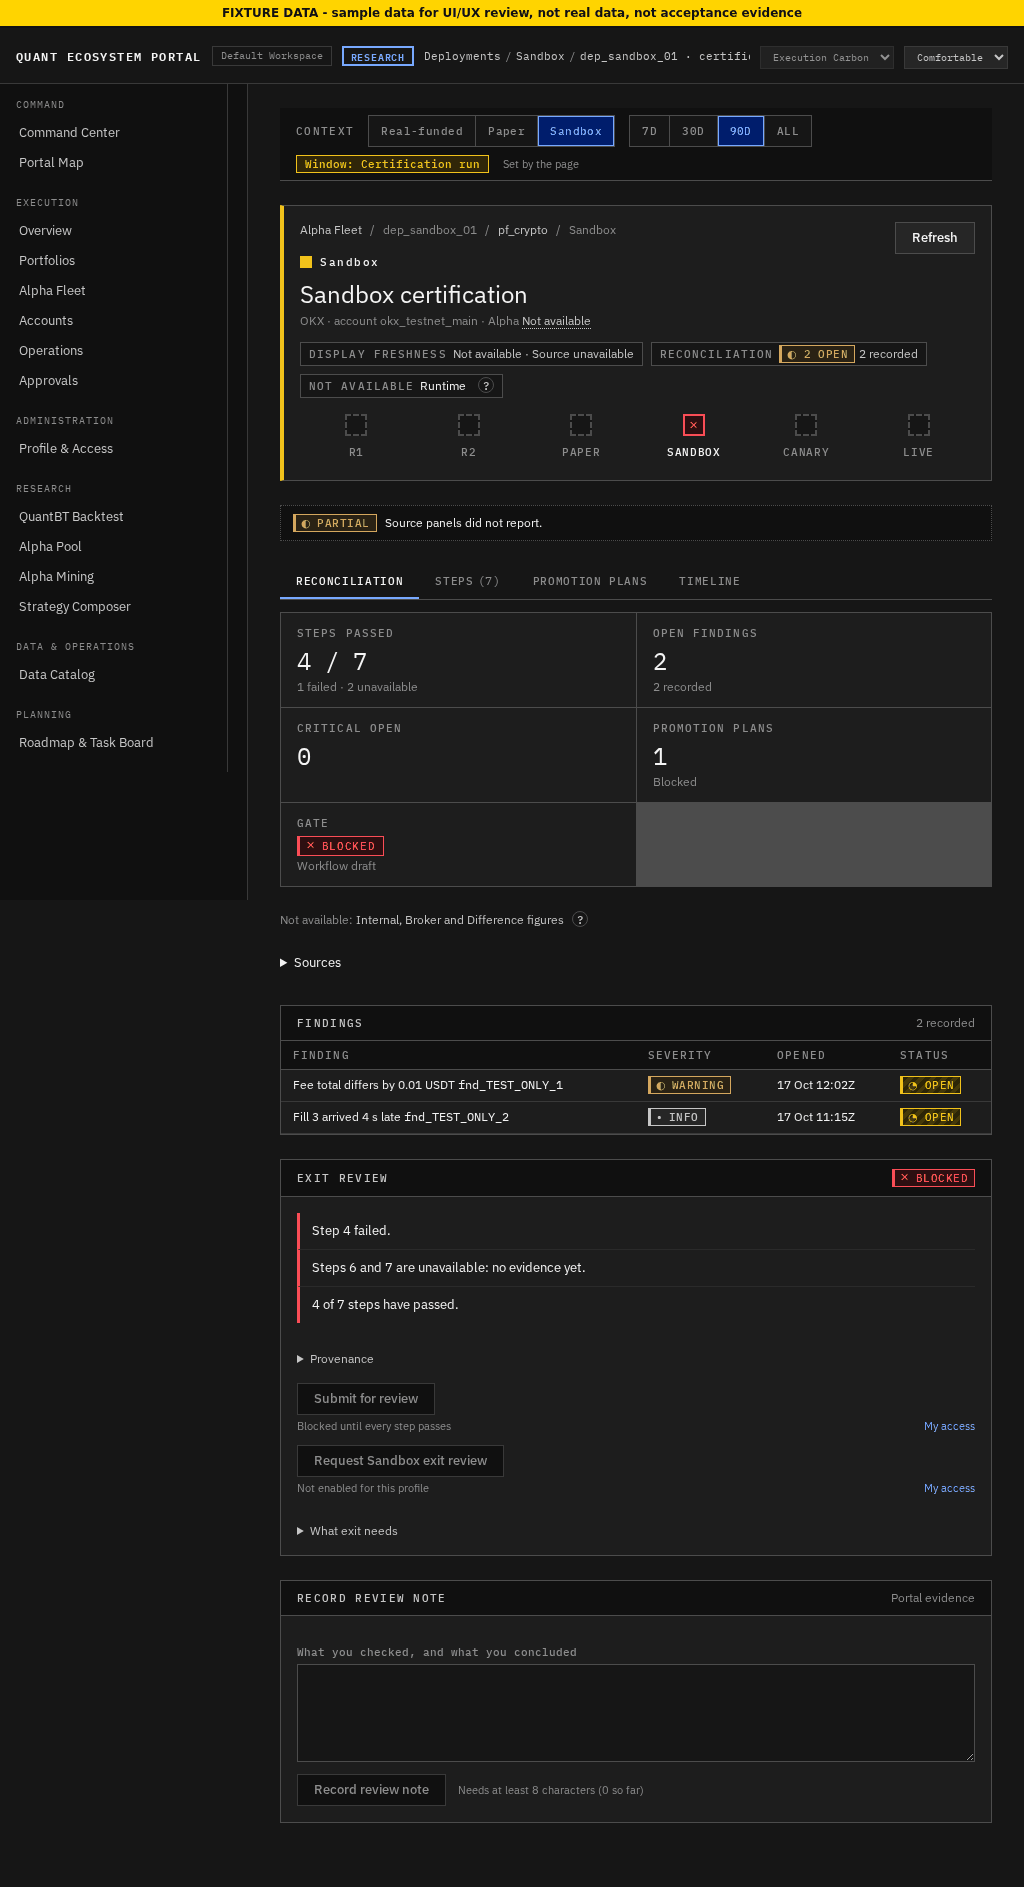 FIXTURE DATA - sample data for UI/UX review, not real data, not acceptance evidence
QUANT ECOSYSTEM PORTAL
Default Workspace
RESEARCH
Deployments / Sandbox / dep_sandbox_01 ·
Execution Carbon
Comfortable
COMMAND
Command Center
Portal Map
EXECUTION
Overview
Portfolios
Alpha Fleet
Accounts
Operations
Approvals
ADMINISTRATION
Profile & Access
RESEARCH
QuantBT Backtest
Alpha Pool
Alpha Mining
Strategy Composer
DATA & OPERATIONS
Data Catalog
PLANNING
Roadmap & Task Board
CONTEXT
Real-funded
Paper
Sandbox
7D
30D
90D
ALL
Window: Certification run
Set by the page
Alpha Fleet / dep_sandbox_01 / pf_crypto / Sandbox
Refresh
Sandbox
Sandbox certification
OKX · account okx_testnet_main · Alpha Not available
DISPLAY FRESHNESS Not available · Source unavailable
RECONCILIATION ◐ 2 OPEN 2 recorded
NOT AVAILABLE Runtime ?
R1
R2
PAPER
× SANDBOX
CANARY
LIVE
◐ PARTIAL Source panels did not report.
RECONCILIATION
STEPS (7)
PROMOTION PLANS
TIMELINE
STEPS PASSED
4 / 7
1 failed · 2 unavailable
OPEN FINDINGS
2
2 recorded
CRITICAL OPEN
0
PROMOTION PLANS
1
Blocked
GATE
× BLOCKED
Workflow draft
Not available: Internal, Broker and Difference figures ?
▶ Sources
FINDINGS
2 recorded
FINDING SEVERITY OPENED STATUS
Fee total differs by 0.01 USDT fnd_TEST_ONLY_1 ◐ WARNING 17 Oct 12:02Z ◔ OPEN
Fill 3 arrived 4 s late fnd_TEST_ONLY_2 • INFO 17 Oct 11:15Z ◔ OPEN
EXIT REVIEW
× BLOCKED
Step 4 failed.
Steps 6 and 7 are unavailable: no evidence yet.
4 of 7 steps have passed.
▶ Provenance
Submit for review
Blocked until every step passes
My access
Request Sandbox exit review
Not enabled for this profile
My access
▶ What exit needs
RECORD REVIEW NOTE
Portal evidence
What you checked, and what you concluded
Record review note
Needs at least 8 characters (0 so far)